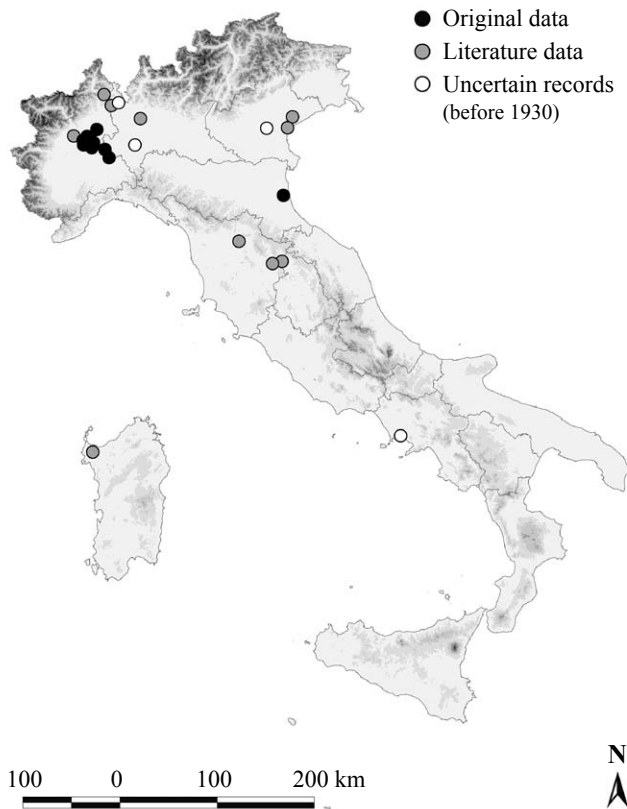 Original data
Literature data
Uncertain records
(before 1930)
N
100 0 100 200 km